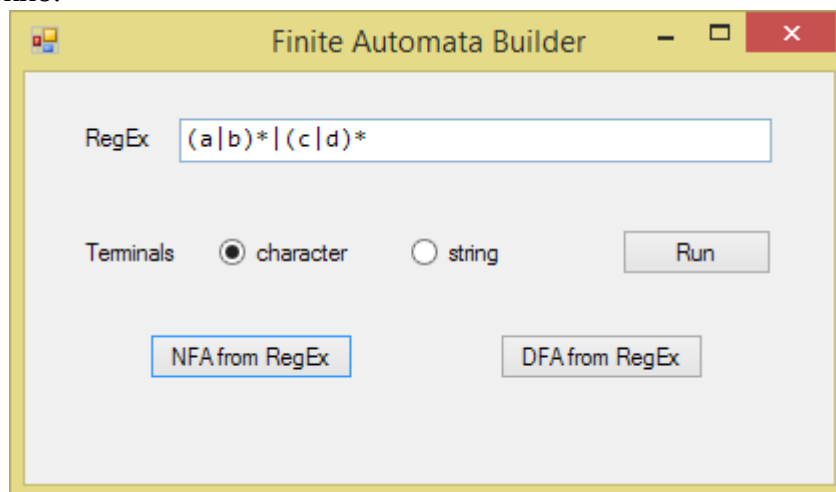 Finite Automata Builder
RegEx (a|b)*|(c|d)*
Terminals character string Run
NFA from RegEx DFA from RegEx